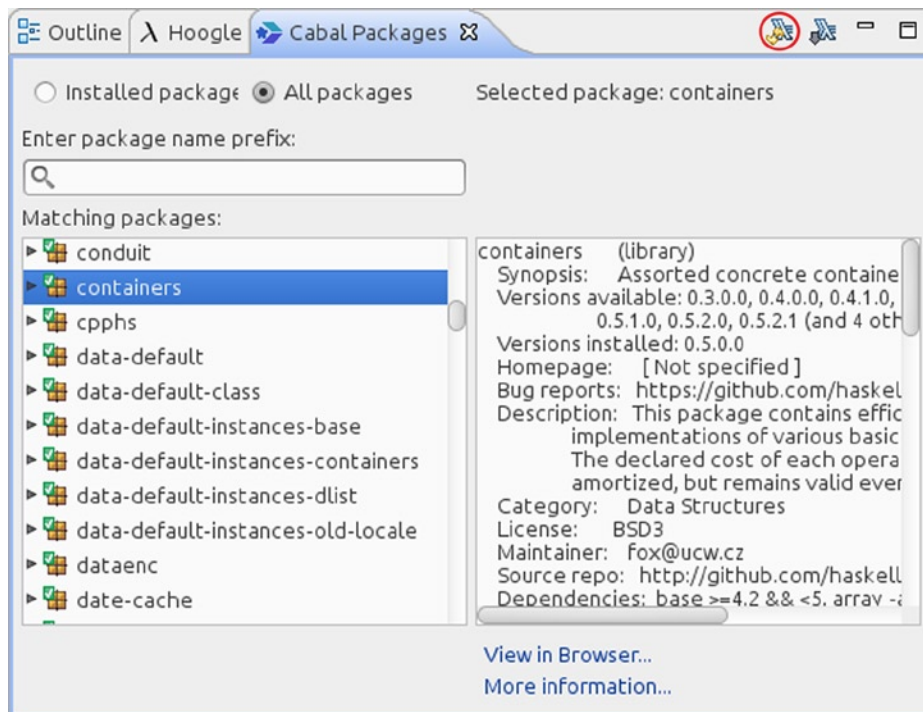 Outline λ Hoogle Cabal Packages
Installed package All packages Selected package: containers
Enter package name prefix:
Matching packages:
conduit
containers
cpphs
data-default
data-default-class
data-default-instances-base
data-default-instances-containers
data-default-instances-dlist
data-default-instances-old-locale
dataenc
date-cache
containers (library)
Synopsis: Assorted concrete containe
Versions available: 0.3.0.0, 0.4.0.0, 0.4.1.0,
0.5.1.0, 0.5.2.0, 0.5.2.1 (and 4 oth
Versions installed: 0.5.0.0
Homepage: [ Not specified ]
Bug reports: https://github.com/haskel
Description: This package contains effic
implementations of various basic
The declared cost of each opera
amortized, but remains valid ever
Category: Data Structures
License: BSD3
Maintainer: fox@ucw.cz
Source repo: http://github.com/haskell
Dependencies: base >=4.2 && <5, array -a
View in Browser...
More information...